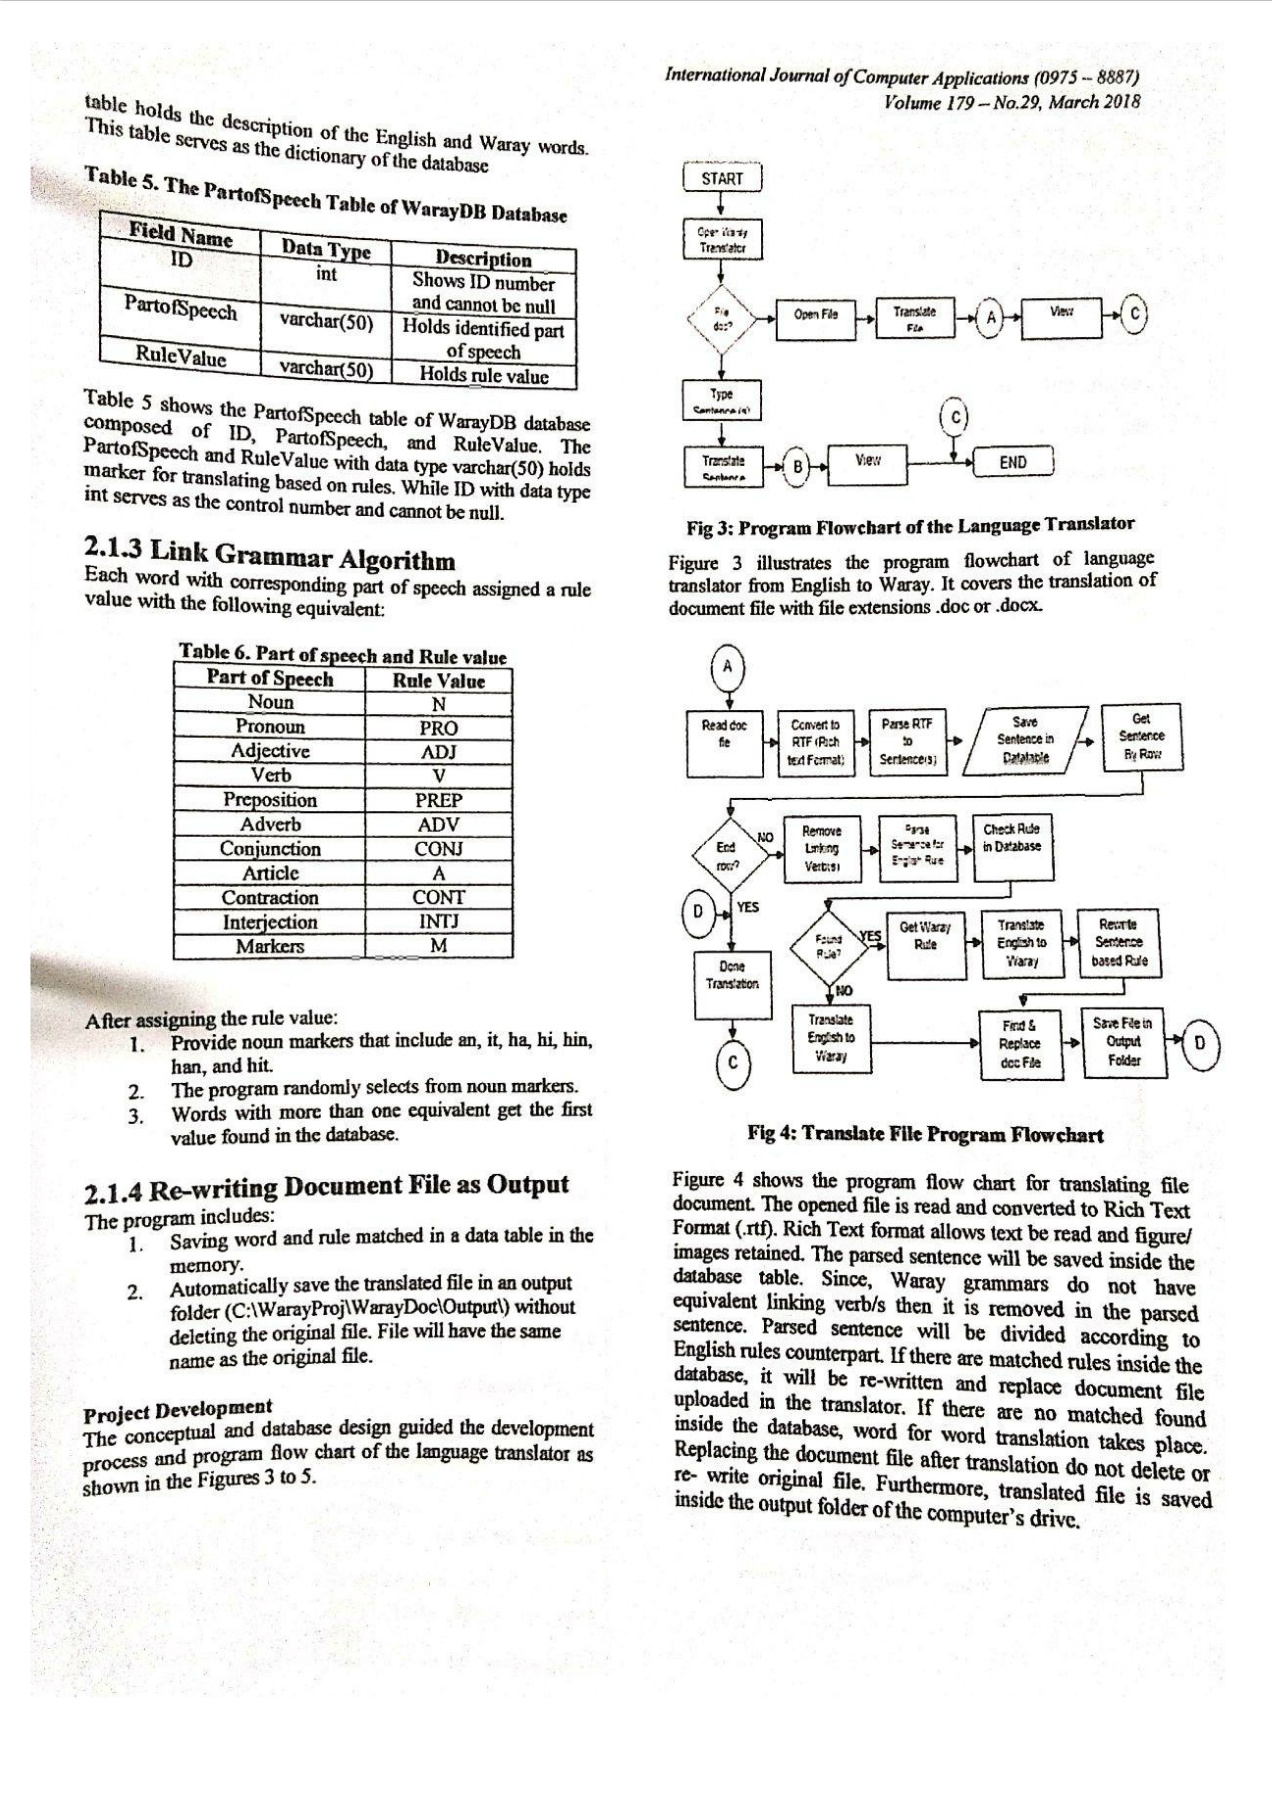 International Journal of Computer Applications (0975 – 8887)
Volume 179 – No.29, March 2018
table holds the description of the English and Waray words.
This table serves as the dictionary of the database
Table 5. The PartofSpeech Table of WarayDB Database
Field Name Data Type Description
ID int Shows ID number
and cannot be null
PartofSpeech varchar(50) Holds identified part
of speech
RuleValue varchar(50) Holds rule value
Table 5 shows the PartofSpeech table of WarayDB database
composed of ID, PartofSpeech, and RuleValue. The
PartofSpeech and RuleValue with data type varchar(50) holds
marker for translating based on rules. While ID with data type
int serves as the control number and cannot be null.
2.1.3 Link Grammar Algorithm
Each word with corresponding part of speech assigned a rule
value with the following equivalent:
Table 6. Part of speech and Rule value
Part of Speech Rule Value
Noun N
Pronoun PRO
Adjective ADJ
Verb V
Preposition PREP
Adverb ADV
Conjunction CONJ
Article A
Contraction CONT
Interjection INTJ
Markers M
After assigning the rule value:
1. Provide noun markers that include an, it, ha, hi, hin,
han, and hit.
2. The program randomly selects from noun markers.
3. Words with more than one equivalent get the first
value found in the database.
2.1.4 Re-writing Document File as Output
The program includes:
1. Saving word and rule matched in a data table in the
memory.
2. Automatically save the translated file in an output
folder (C:\WarayProj\WarayDoc\Output\) without
deleting the original file. File will have the same
name as the original file.
Project Development
The conceptual and database design guided the development
process and program flow chart of the language translator as
shown in the Figures 3 to 5.
START
Open Waray
Translator
File
doc?
Open File
Translate
File
A
View
C
Type
Sentence(s)
C
Translate
Sentence
B
View
END
Fig 3: Program Flowchart of the Language Translator
Figure 3 illustrates the program flowchart of language
translator from English to Waray. It covers the translation of
document file with file extensions .doc or .docx.
A
Read doc
file
Convert to
RTF (Rich
text Format)
Parse RTF
to
Sentence(s)
Save
Sentence in
Datatable
Get
Sentence
By Row
End
row?
NO
Remove
Linking
Verb(s)
Parse
Sentence for
English Rule
Check Rule
in Database
D
YES
Found
Rule?
YES
Get Waray
Rule
Translate
English to
Waray
Rewrite
Sentence
based Rule
Done
Translation
NO
Translate
English to
Waray
Find &
Replace
doc File
Save File in
Output
Folder
D
C
Fig 4: Translate File Program Flowchart
Figure 4 shows the program flow chart for translating file
document. The opened file is read and converted to Rich Text
Format (.rtf). Rich Text format allows text be read and figure/
images retained. The parsed sentence will be saved inside the
database table. Since, Waray grammars do not have
equivalent linking verb/s then it is removed in the parsed
sentence. Parsed sentence will be divided according to
English rules counterpart. If there are matched rules inside the
database, it will be re-written and replace document file
uploaded in the translator. If there are no matched found
inside the database, word for word translation takes place.
Replacing the document file after translation do not delete or
re- write original file. Furthermore, translated file is saved
inside the output folder of the computer's drive.